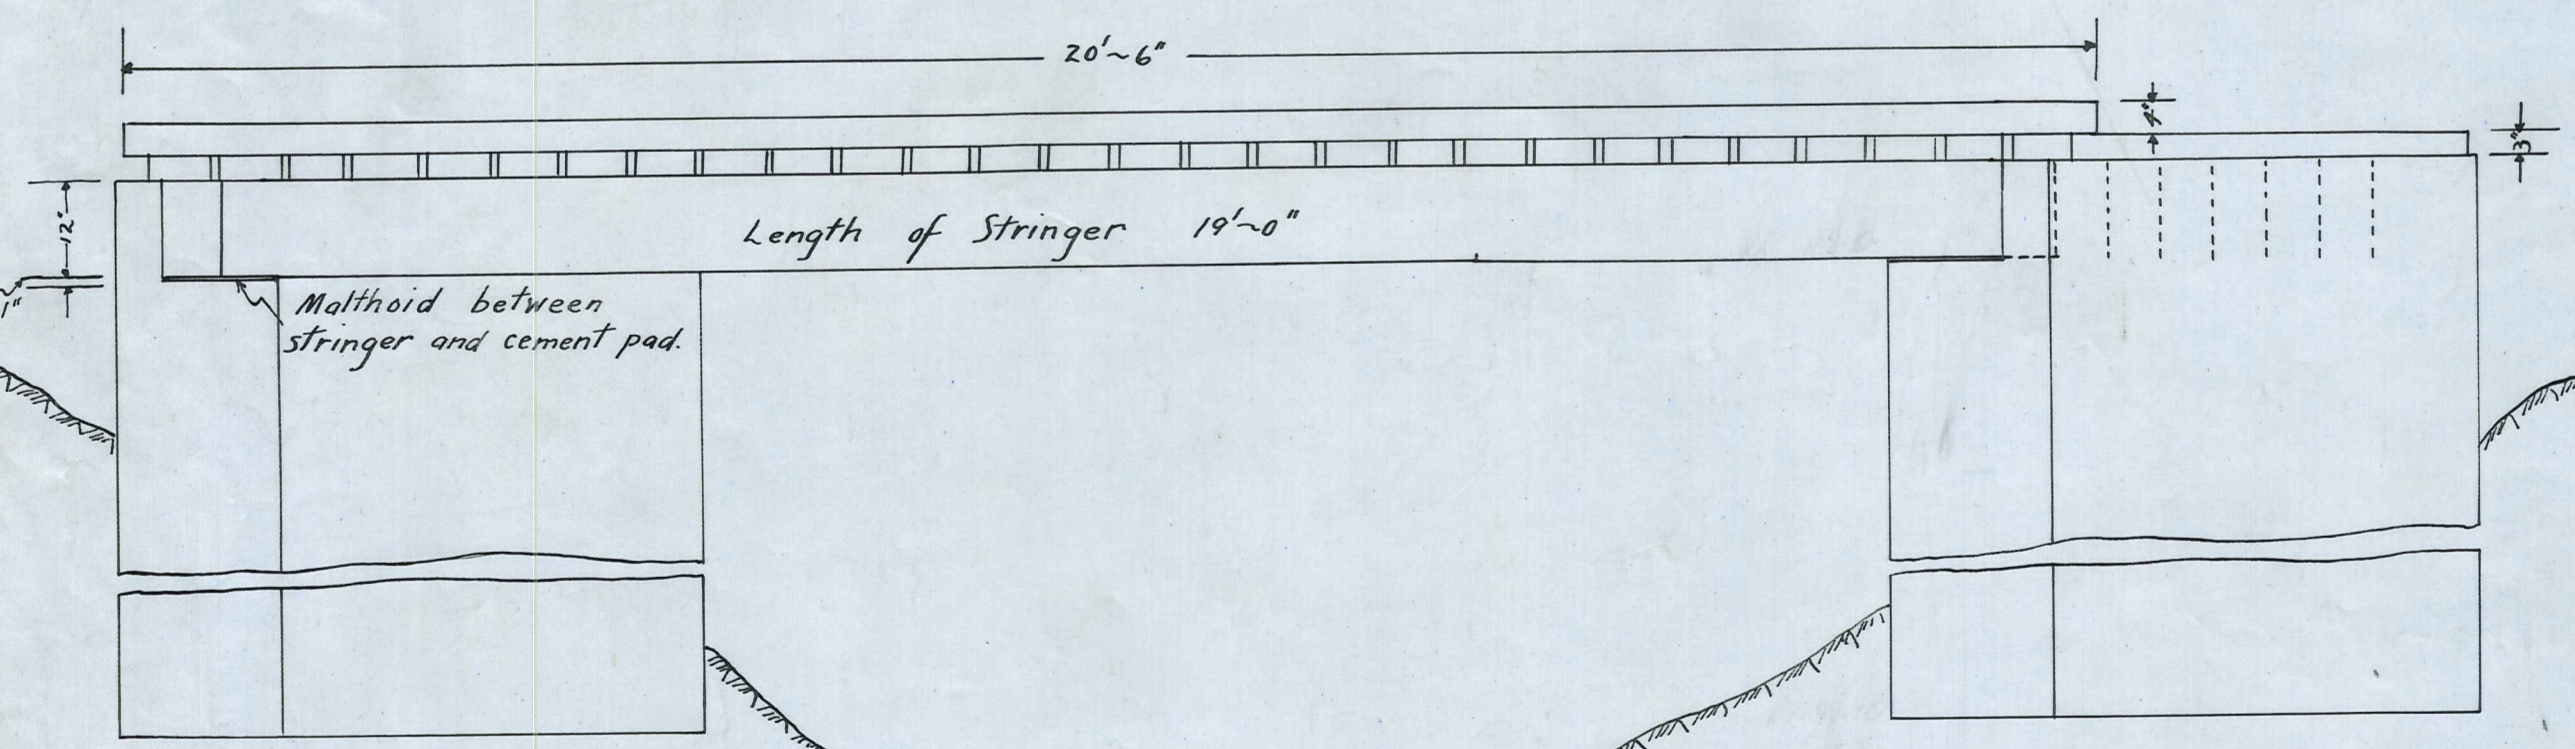 20'~6"
4"
3"
12"
Length of Stringer 19'~0"
1"
Malthoid between
stringer and cement pad.